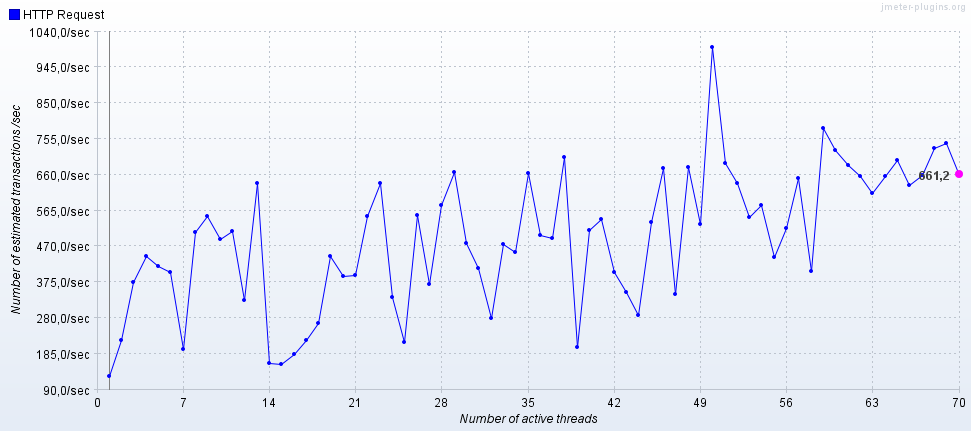 jmeter-plugins.org
HTTP Request
1040,0/sec
945,0/sec
850,0/sec
755,0/sec
660,0/sec
565,0/sec
470,0/sec
375,0/sec
280,0/sec
185,0/sec
90,0/sec
Number of estimated transactions /sec
661,2
0 7 14 21 28 35 42 49 56 63 70
Number of active threads